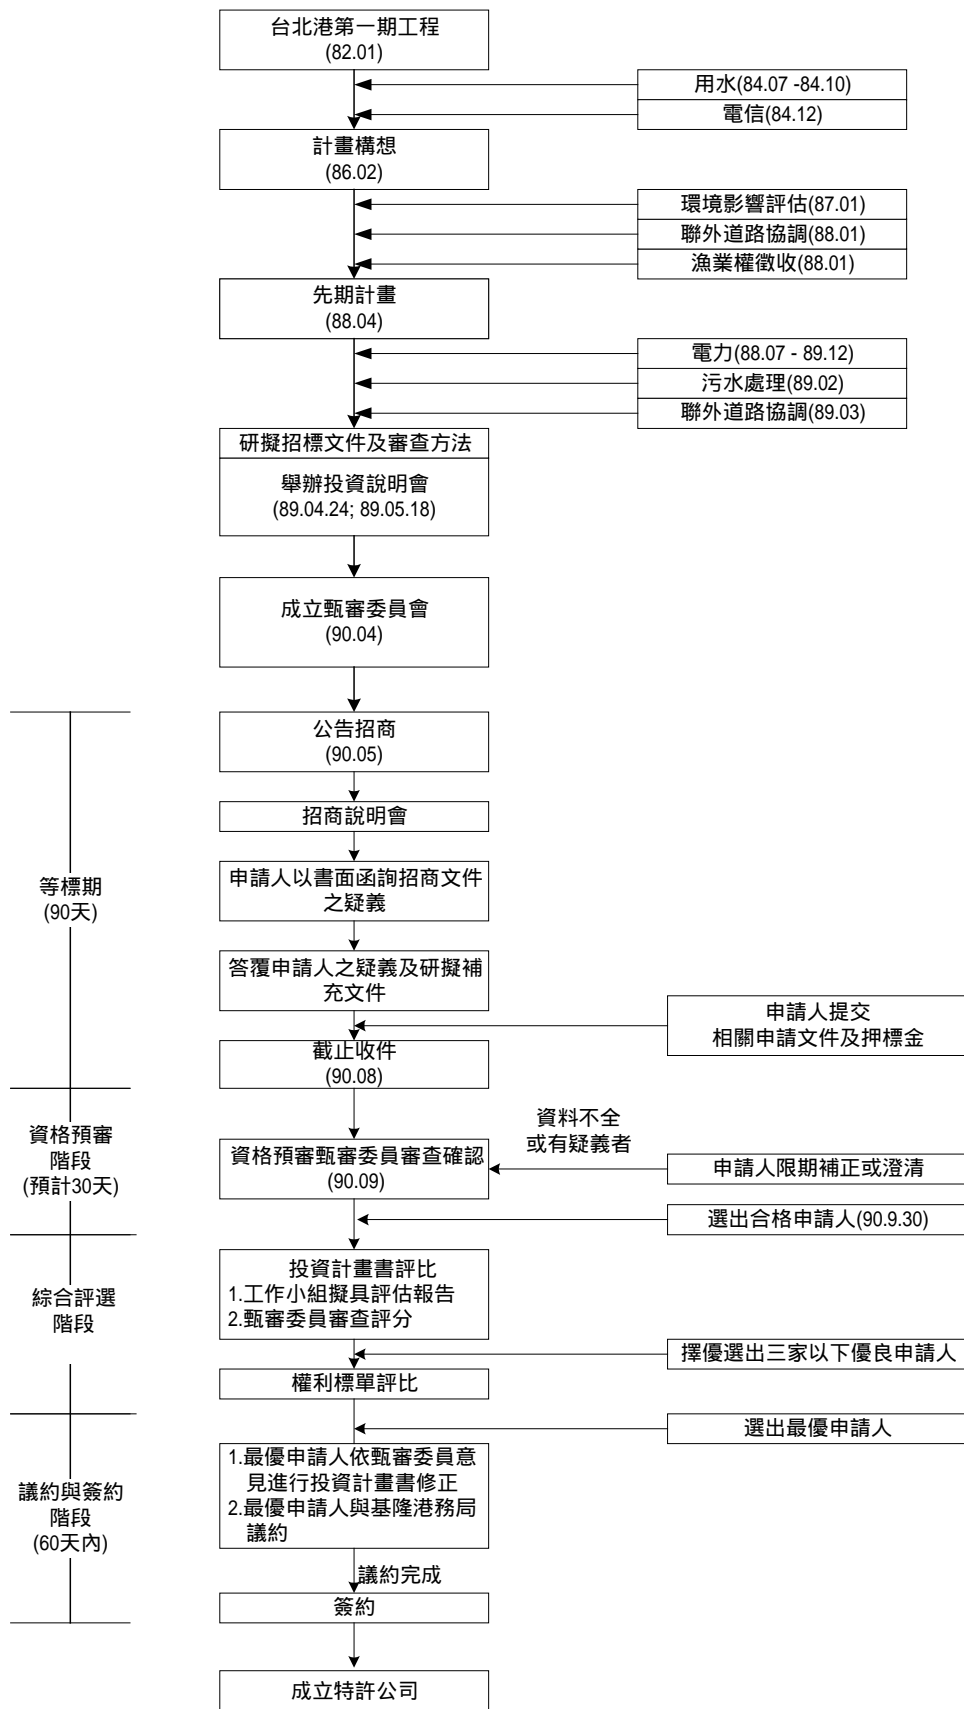 台北港第一期工程
(82.01)
用水(84.07 -84.10)
電信(84.12)
計畫構想
(86.02)
環境影響評估(87.01)
聯外道路協調(88.01)
漁業權徵收(88.01)
先期計畫
(88.04)
電力(88.07 - 89.12)
污水處理(89.02)
聯外道路協調(89.03)
研擬招標文件及審查方法
舉辦投資說明會
(89.04.24; 89.05.18)
成立甄審委員會
(90.04)
公告招商
(90.05)
招商說明會
申請人以書面函詢招商文件
之疑義
等標期
(90天)
答覆申請人之疑義及研擬補
充文件
申請人提交
相關申請文件及押標金
截止收件
(90.08)
資格預審
階段
(預計30天)
資料不全
或有疑義者
資格預審甄審委員審查確認
(90.09)
申請人限期補正或澄清
選出合格申請人(90.9.30)
綜合評選
階段
投資計畫書評比
1.工作小組擬具評估報告
2.甄審委員審查評分
擇優選出三家以下優良申請人
權利標單評比
選出最優申請人
議約與簽約
階段
(60天內)
1.最優申請人依甄審委員意
見進行投資計畫書修正
2.最優申請人與基隆港務局
議約
議約完成
簽約
成立特許公司